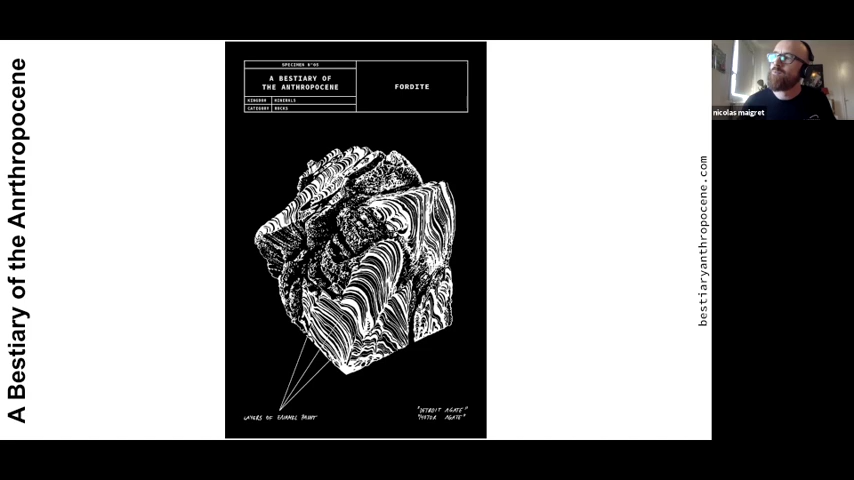 A Bestiary of the Anrthropocene
SPECIMEN N°05
A BESTIARY OF
THE ANTHROPOCENE
KINGDOM MINERALS
CATEGORY ROCKS
FORDITE
LAYERS OF ENAMEL PAINT
"DETROIT AGATE"
"MOTOR AGATE"
bestiaryanthropocene.com
nicolas maigret